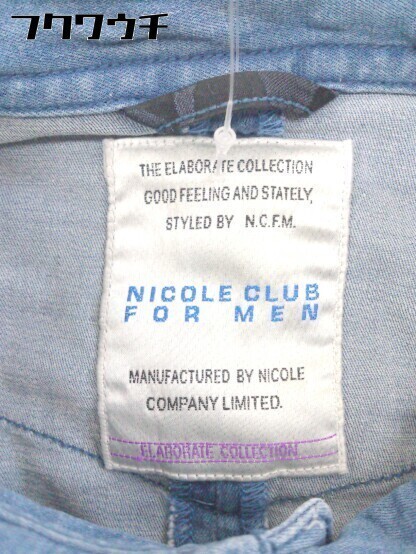 フクウウチ
THE ELABORATE COLLECTION
GOOD FEELING AND STATELY,
STYLED BY N.C.F.M.
NICOLE CLUB
FOR MEN
MANUFACTURED BY NICOLE
COMPANY LIMITED.
ELABORATE COLLECTION